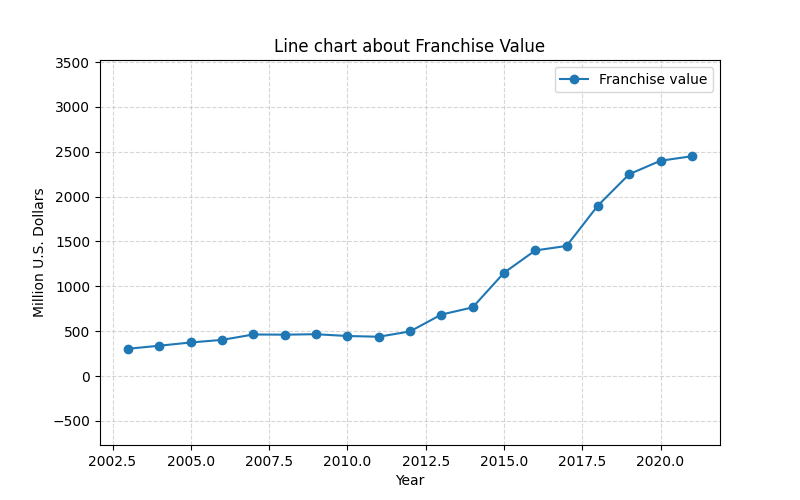 Line chart about Franchise Value
Franchise value
Million U.S. Dollars
3500
3000
2500
2000
1500
1000
500
0
−500
2002.5 2005.0 2007.5 2010.0 2012.5 2015.0 2017.5 2020.0
Year